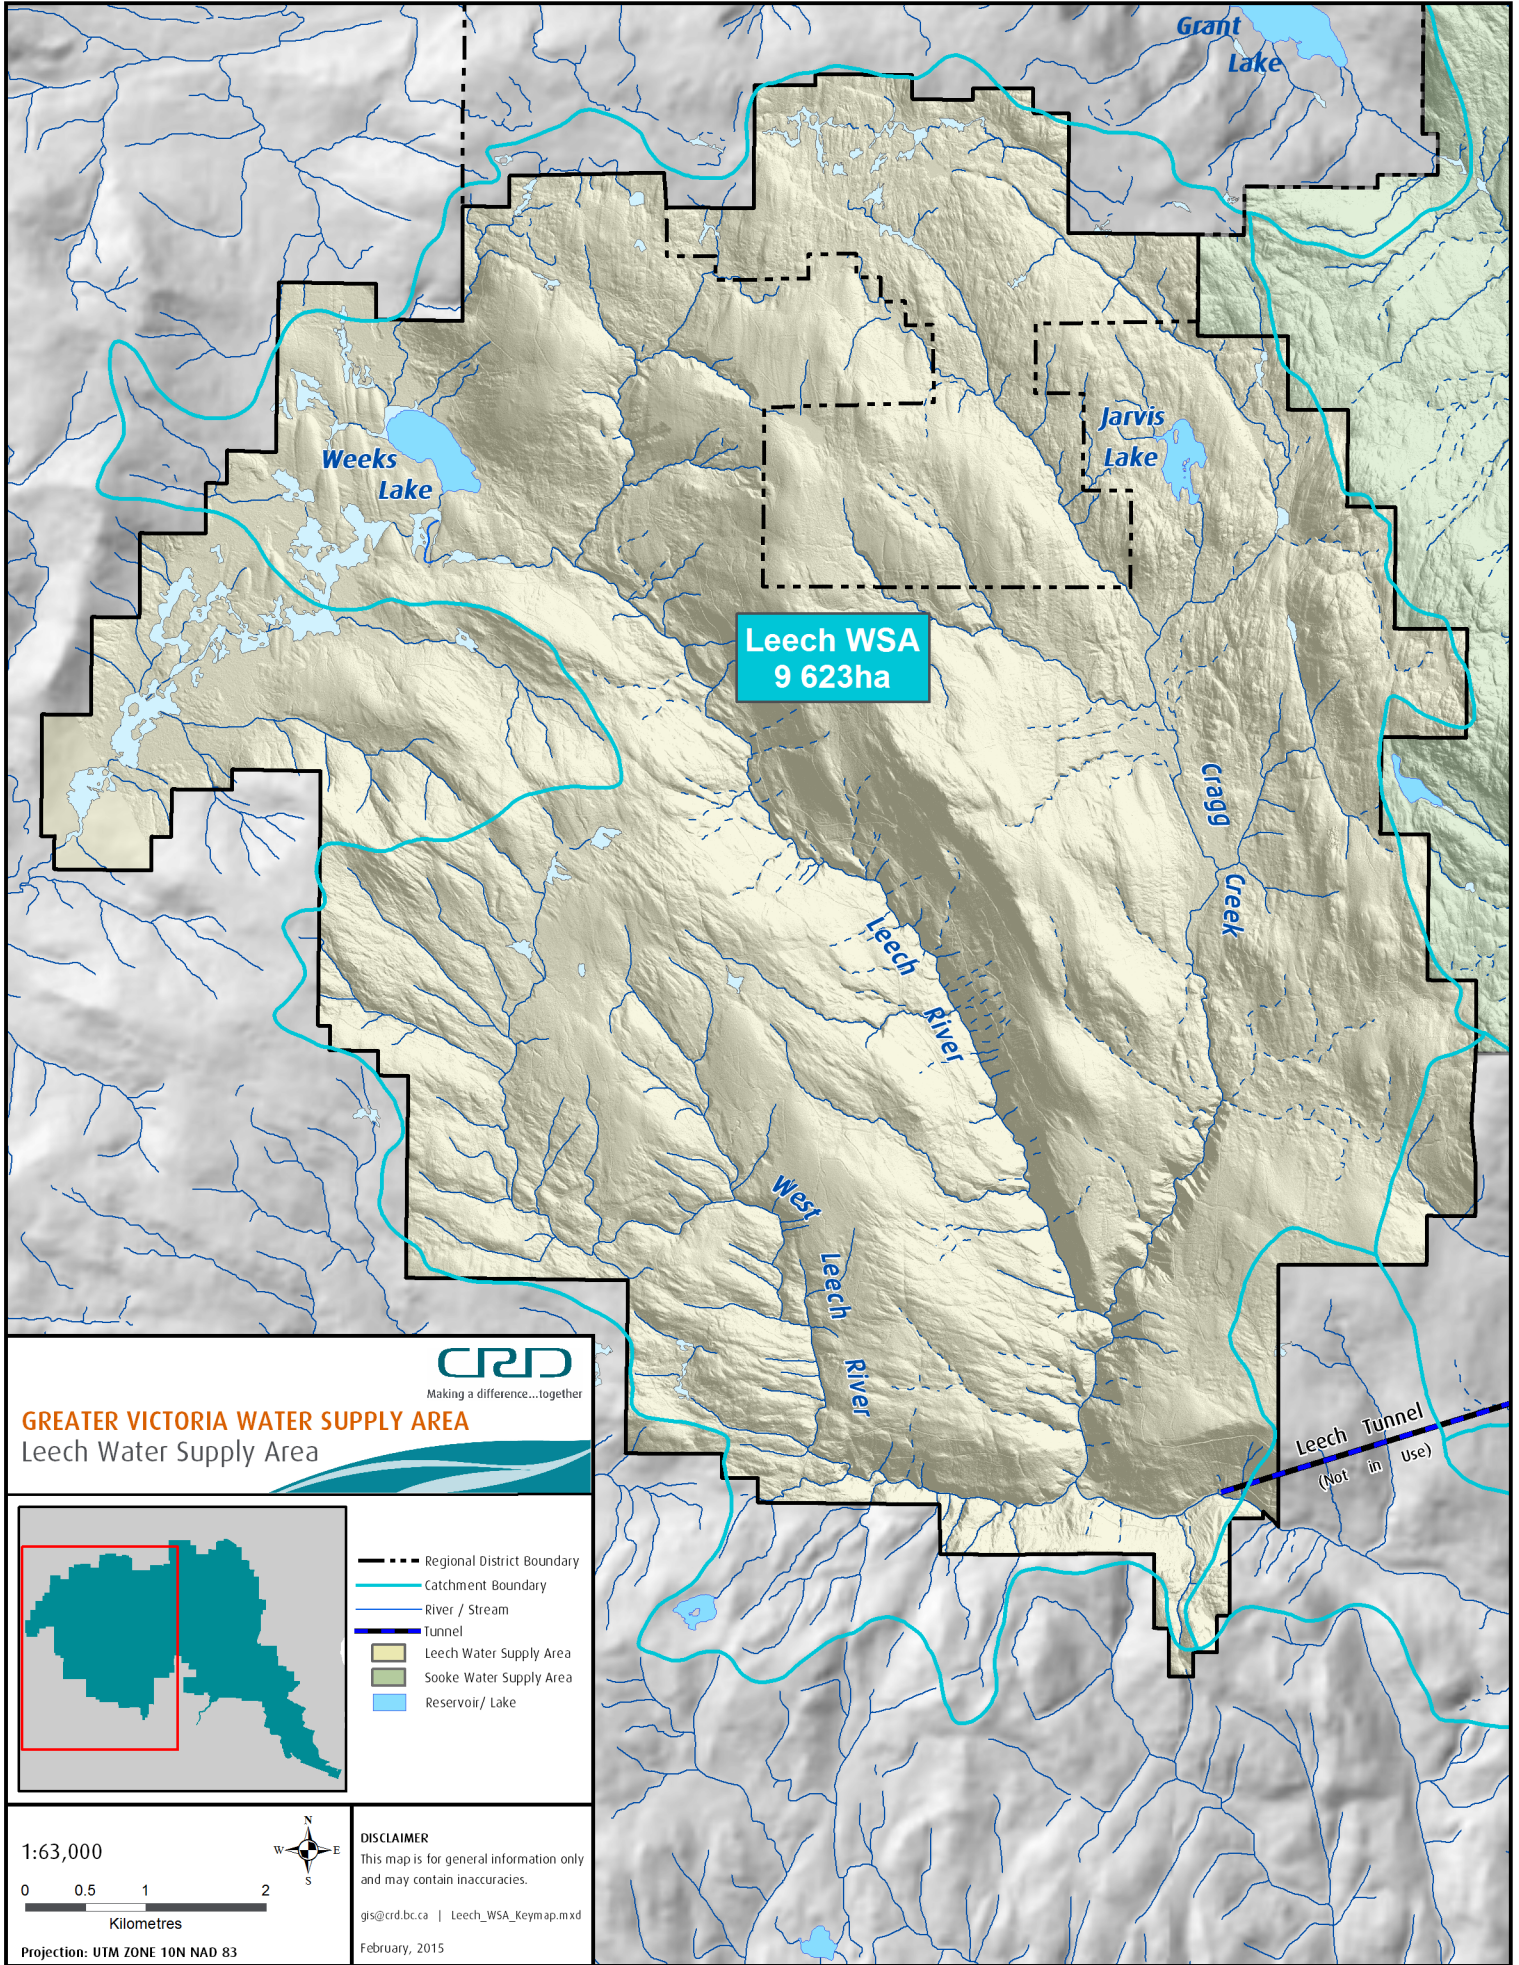 Grant
Lake
Jarvis
Lake
Weeks
Lake
Leech WSA
9 623ha
Cragg
Creek
Leech
River
West
Leech
River
Leech Tunnel
(Not in Use)
CRD
Making a difference...together
GREATER VICTORIA WATER SUPPLY AREA
Leech Water Supply Area
Regional District Boundary
Catchment Boundary
River / Stream
Tunnel
Leech Water Supply Area
Sooke Water Supply Area
Reservoir/ Lake
1:63,000
N
W E
S
0 0.5 1 2
Kilometres
Projection: UTM ZONE 10N NAD 83
DISCLAIMER
This map is for general information only
and may contain inaccuracies.
gis@crd.bc.ca | Leech_WSA_Keymap.mxd
February, 2015